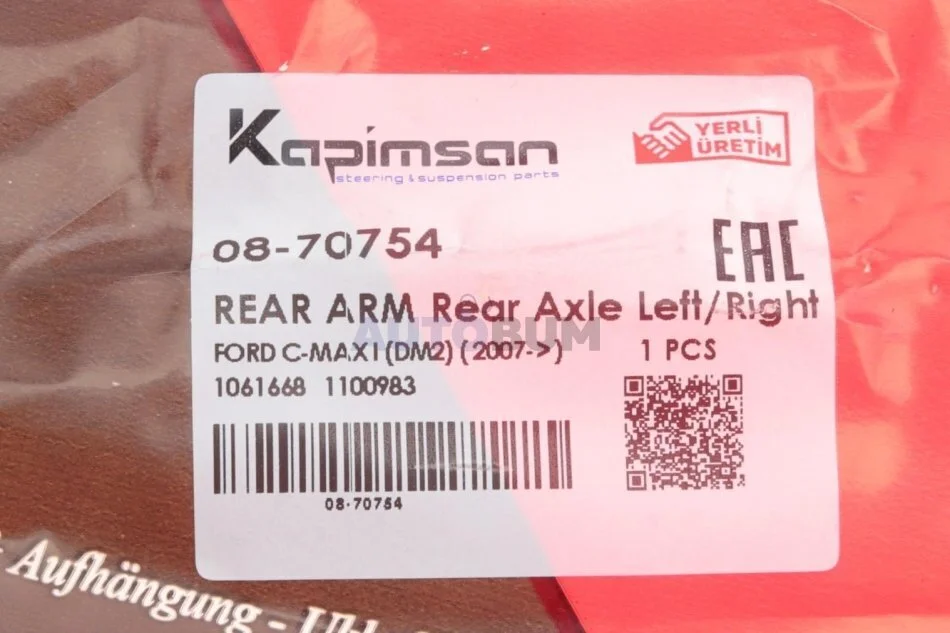 Kapimsan
steering & suspension parts
YERLİ
ÜRETİM
08-70754
EAC
REAR ARM Rear Axle Left/Right
AUTOBUM
FORD C-MAX I (DM2) (2007->) 1 PCS
1061668 1100983
08-70754
Aufhängung -